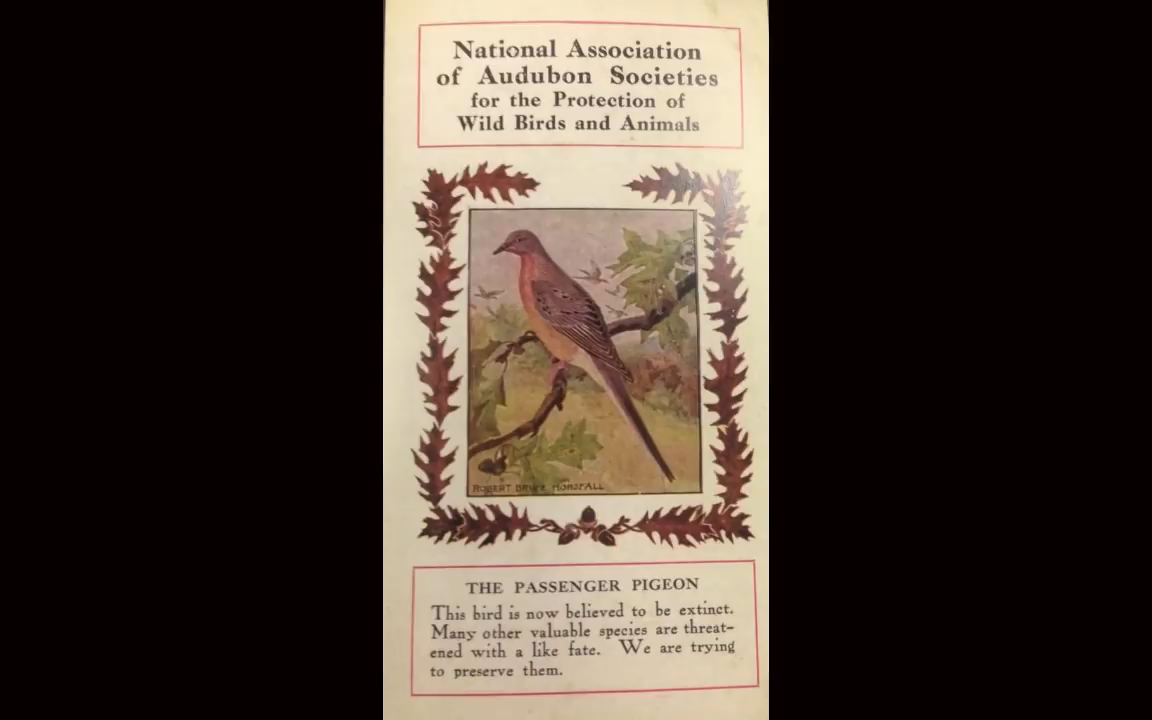 National Association
of Audubon Societies
for the Protection of
Wild Birds and Animals
ROBERT BRUCE HORSFALL
THE PASSENGER PIGEON
This bird is now believed to be extinct.
Many other valuable species are threat-
ened with a like fate. We are trying
to preserve them.